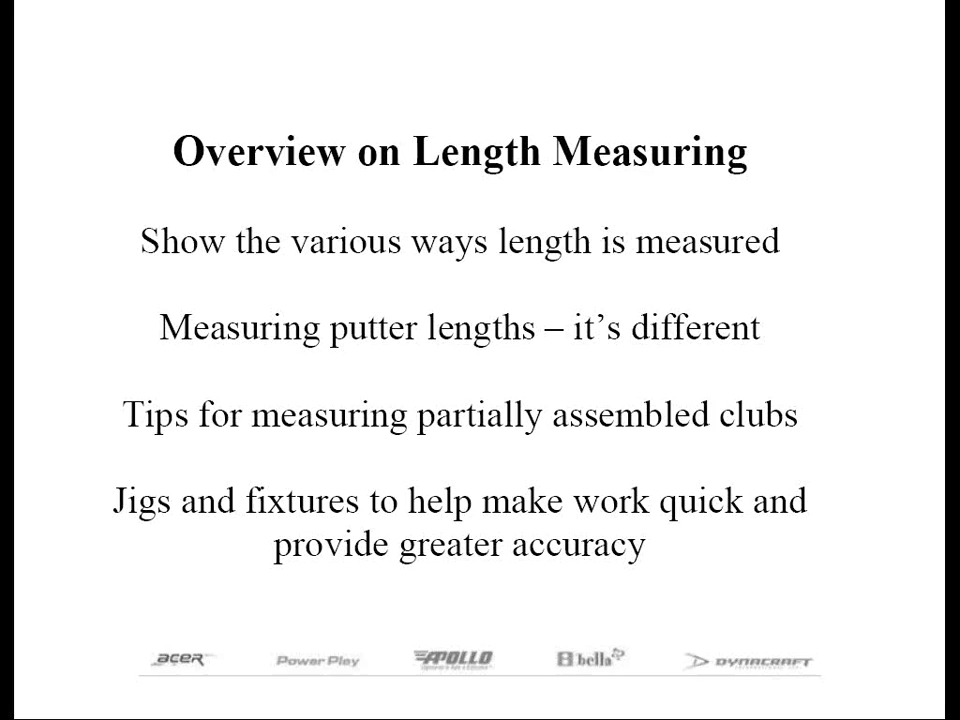 Overview on Length Measuring
Show the various ways length is measured
Measuring putter lengths – it’s different
Tips for measuring partially assembled clubs
Jigs and fixtures to help make work quick and
provide greater accuracy
acer Power Play APOLLO bella DYNACRAFT